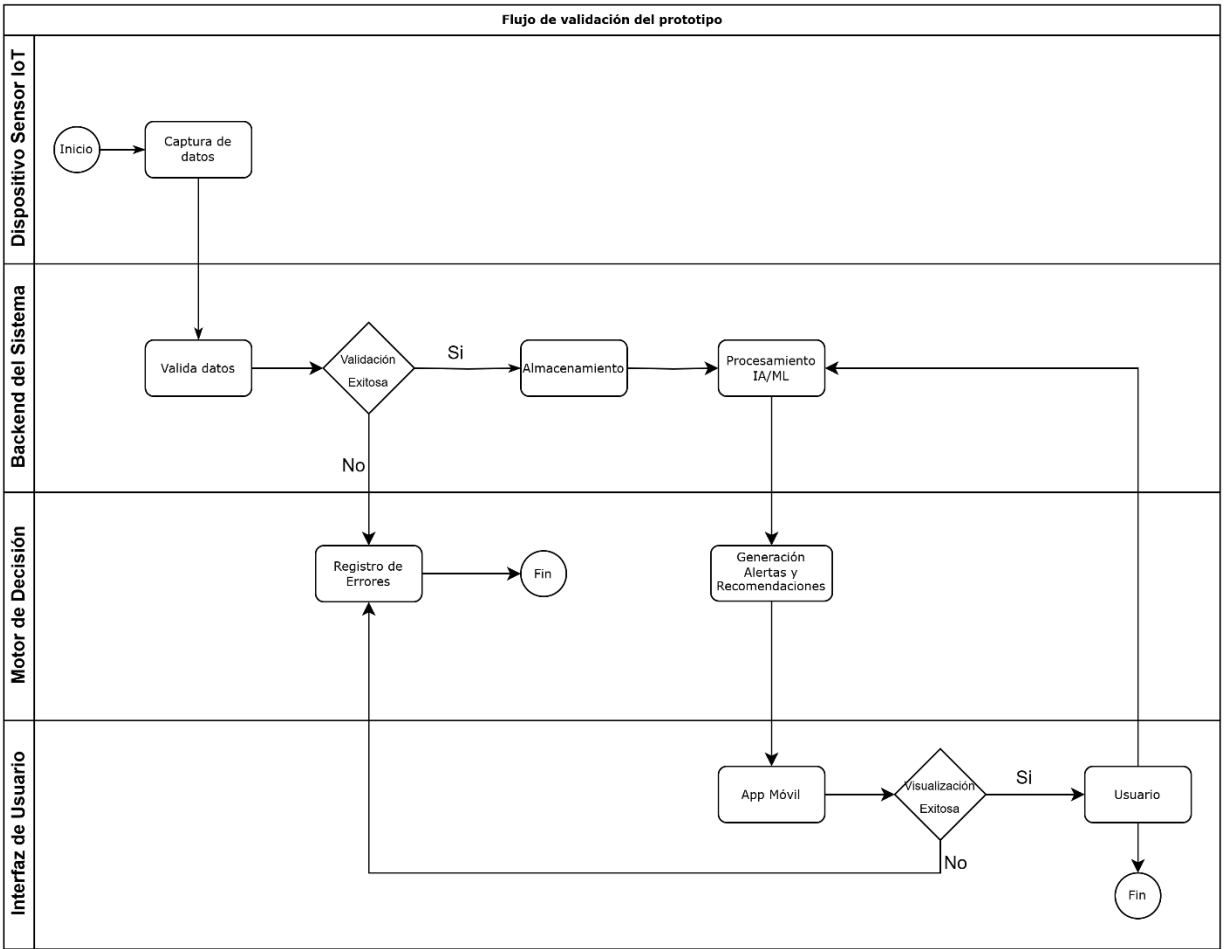 Flujo de validación del prototipo
Dispositivo Sensor IoT
Inicio
Captura de
datos
Backend del Sistema
Valida datos
Validación
Exitosa
Si
Almacenamiento
Procesamiento
IA/ML
No
Motor de Decisión
Registro de
Errores
Fin
Generación
Alertas y
Recomendaciones
Interfaz de Usuario
App Móvil
Visualización
Exitosa
Si
Usuario
No
Fin